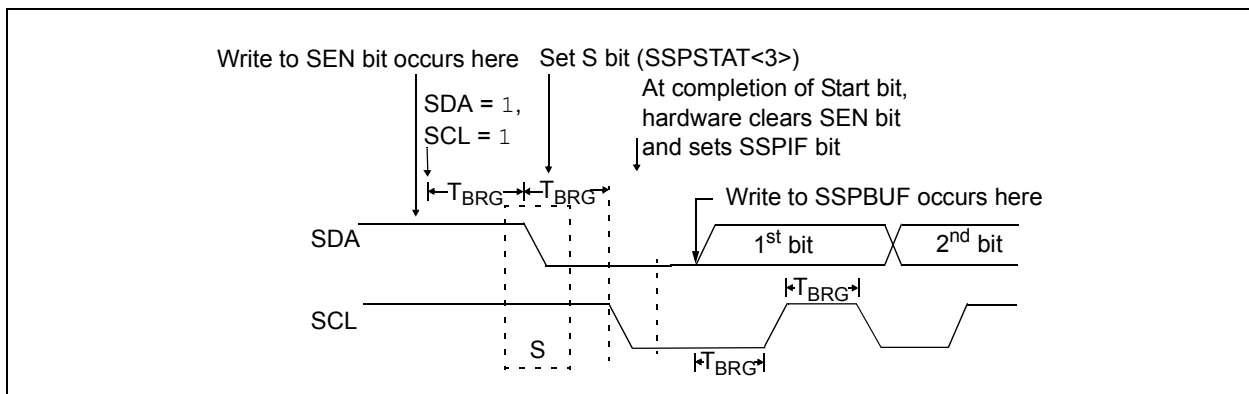 Write to SEN bit occurs here
Set S bit (SSPSTAT<3>)
SDA = 1,
SCL = 1
At completion of Start bit,
hardware clears SEN bit
and sets SSPIF bit
TBRG
TBRG
Write to SSPBUF occurs here
SDA
1st bit
2nd bit
TBRG
SCL
S
TBRG